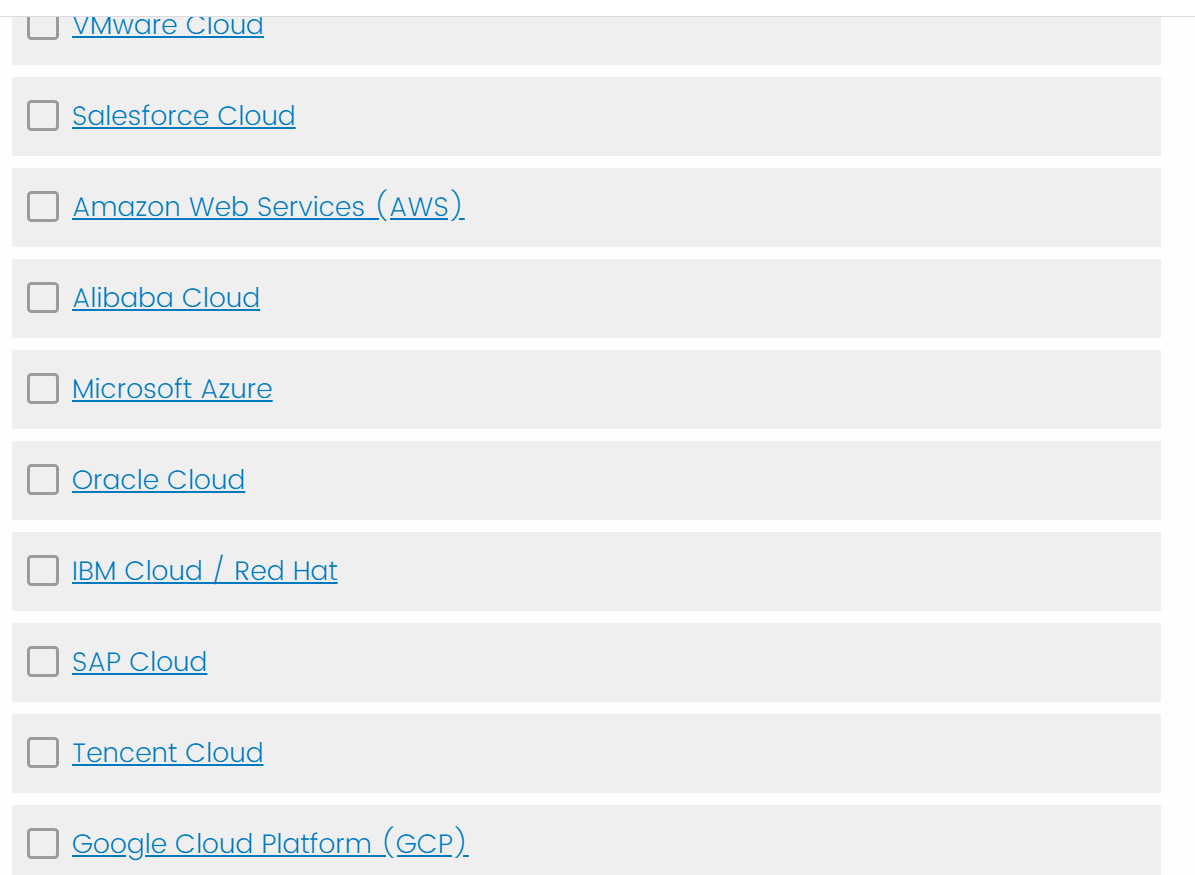 VMware Cloud
Salesforce Cloud
Amazon Web Services (AWS)
Alibaba Cloud
Microsoft Azure
Oracle Cloud
IBM Cloud / Red Hat
SAP Cloud
Tencent Cloud
Google Cloud Platform (GCP)